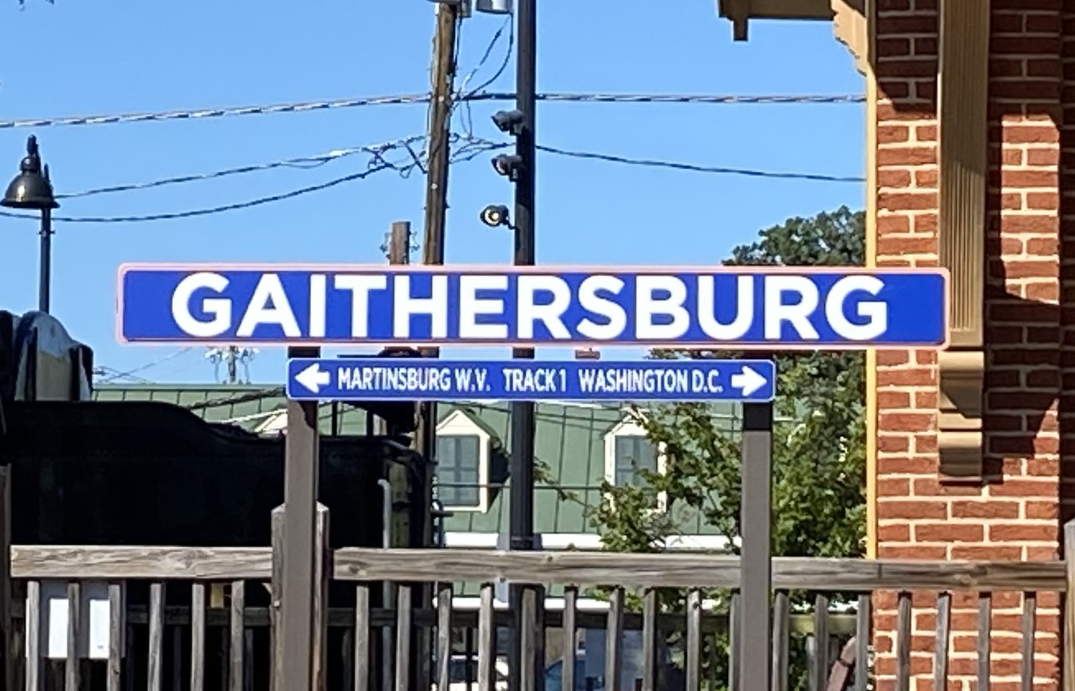 GAITHERSBURG
← MARTINSBURG W.V. TRACK 1 WASHINGTON D.C. →